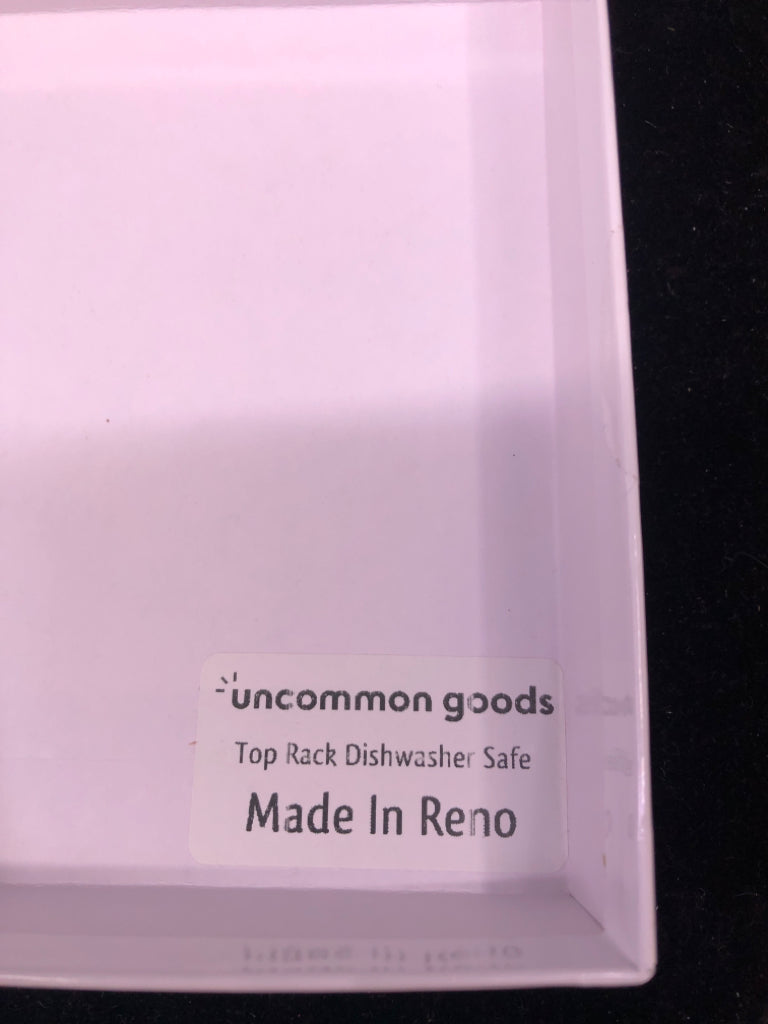 uncommon goods
Top Rack Dishwasher Safe
Made In Reno